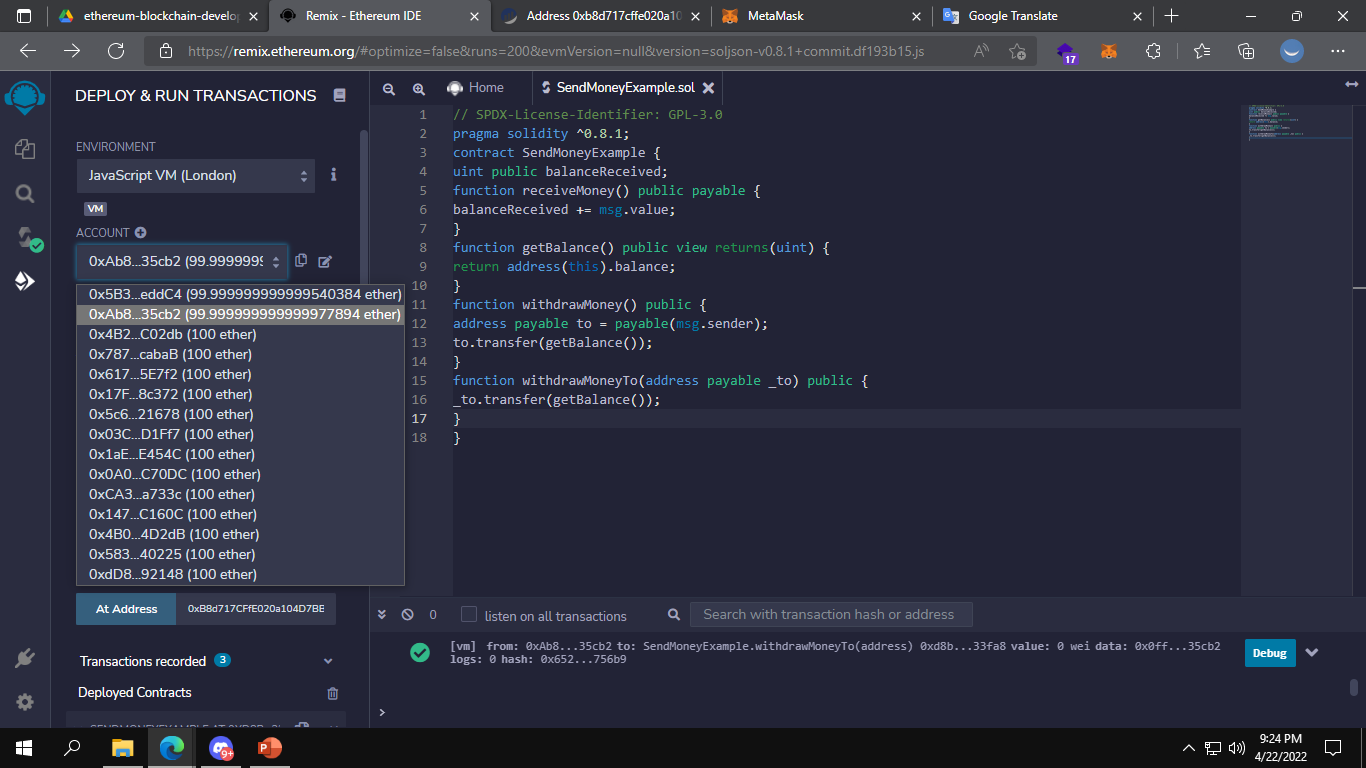 ethereum-blockchain-develo
Remix - Ethereum IDE
Address 0xb8d717cffe020a10
MetaMask
Google Translate
https://remix.ethereum.org/#optimize=false&runs=200&evmVersion=null&version=soljson-v0.8.1+commit.df193b15.js
17
DEPLOY & RUN TRANSACTIONS
ENVIRONMENT
JavaScript VM (London)
VM
ACCOUNT
0xAb8...35cb2 (99.9999999
0x5B3...eddC4 (99.999999999999540384 ether)
0xAb8...35cb2 (99.999999999999977894 ether)
0x4B2...C02db (100 ether)
0x787...cabaB (100 ether)
0x617...5E7f2 (100 ether)
0x17F...8c372 (100 ether)
0x5c6...21678 (100 ether)
0x03C...D1Ff7 (100 ether)
0x1aE...E454C (100 ether)
0x0A0...C70DC (100 ether)
0xCA3...a733c (100 ether)
0x147...C160C (100 ether)
0x4B0...4D2dB (100 ether)
0x583...40225 (100 ether)
0xdD8...92148 (100 ether)
At Address
0xB8d717CFfE020a104D7BE
Transactions recorded 3
Deployed Contracts
Home
SendMoneyExample.sol
1 // SPDX-License-Identifier: GPL-3.0
2 pragma solidity ^0.8.1;
3 contract SendMoneyExample {
4 uint public balanceReceived;
5 function receiveMoney() public payable {
6 balanceReceived += msg.value;
7 }
8 function getBalance() public view returns(uint) {
9 return address(this).balance;
10 }
11 function withdrawMoney() public {
12 address payable to = payable(msg.sender);
13 to.transfer(getBalance());
14 }
15 function withdrawMoneyTo(address payable _to) public {
16 _to.transfer(getBalance());
17 }
18 }
0
listen on all transactions
Search with transaction hash or address
[vm] from: 0xAb8...35cb2 to: SendMoneyExample.withdrawMoneyTo(address) 0xd8b...33fa8 value: 0 wei data: 0x0ff...35cb2
logs: 0 hash: 0x652...756b9
Debug
>
9+
9:24 PM
4/22/2022